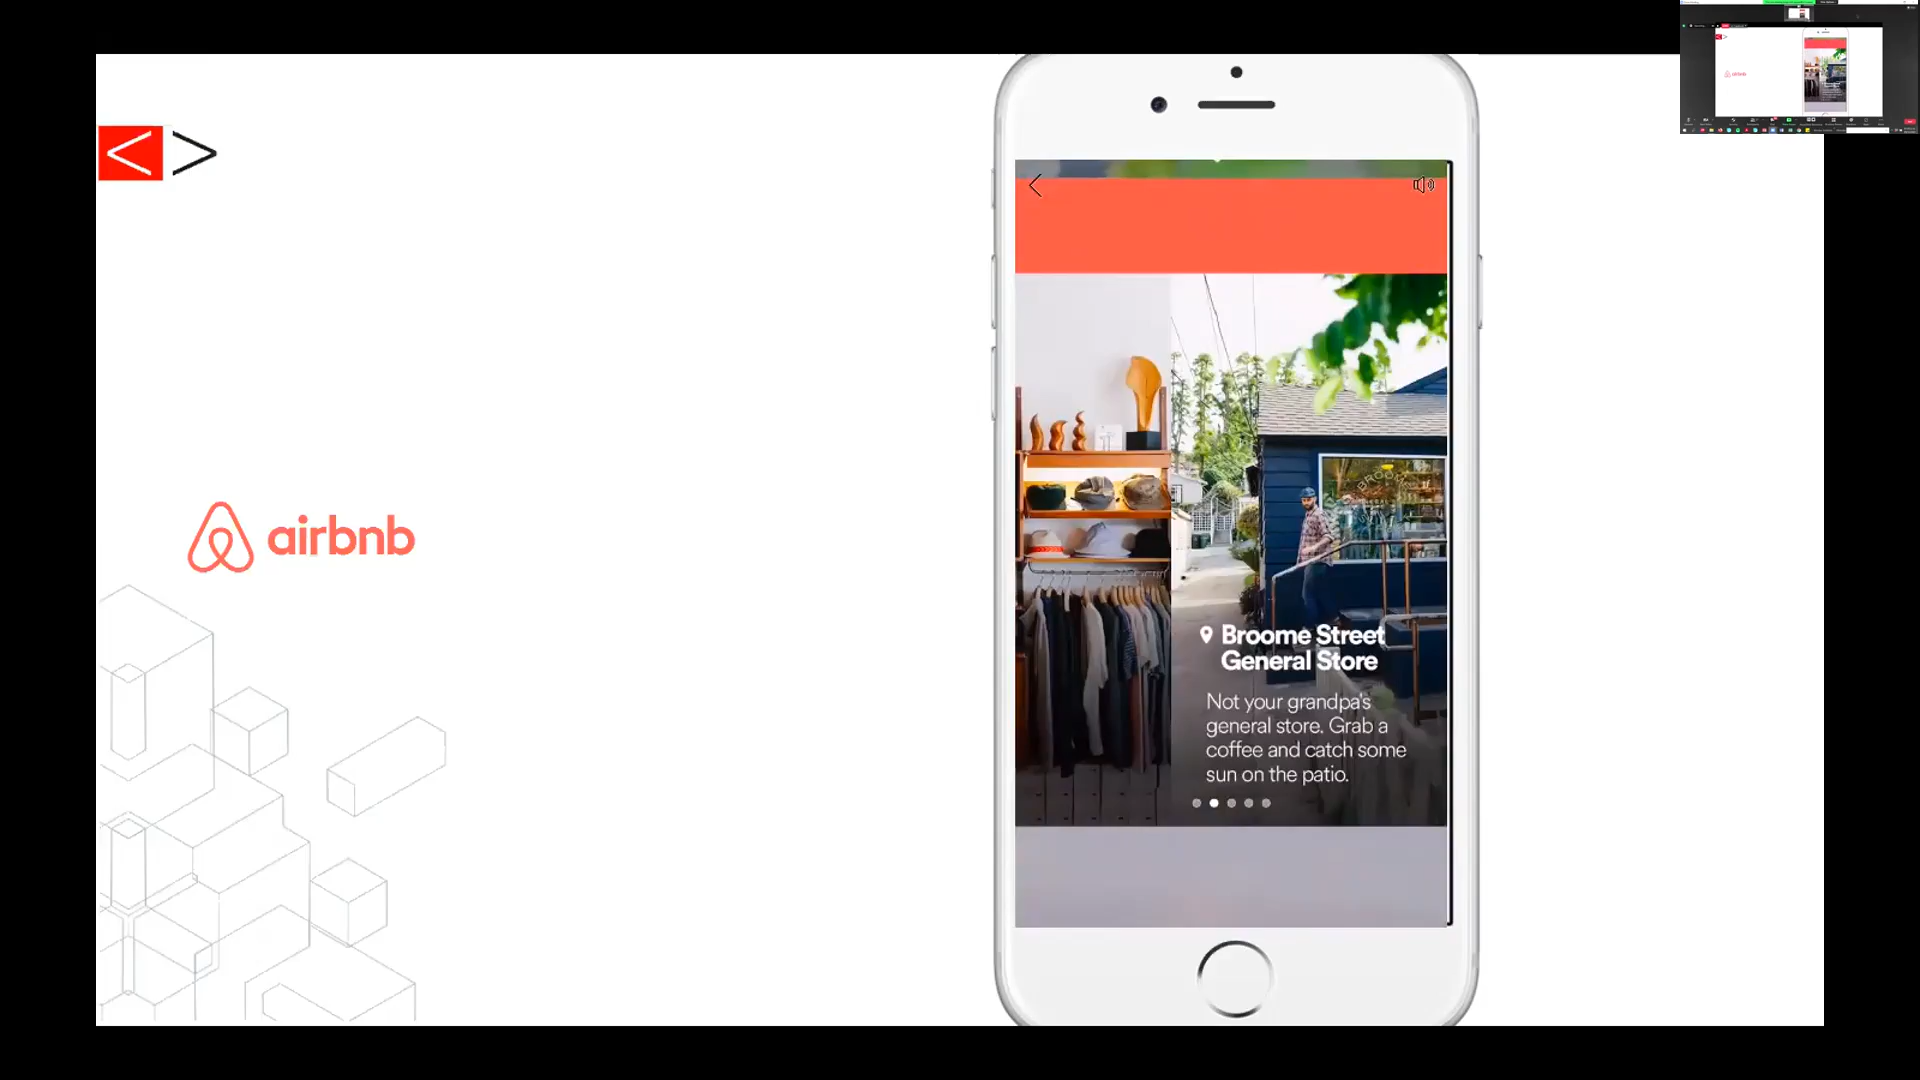 airbnb
BROOME
Broome Street
General Store
Not your grandpa's
general store. Grab a
coffee and catch some
sun on the patio.